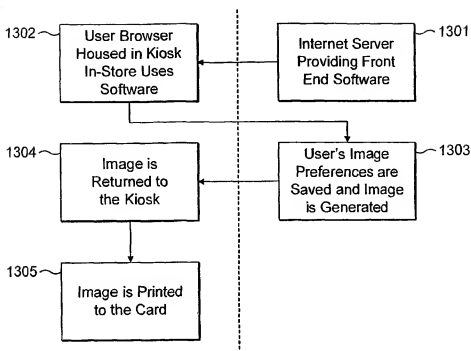 1302
User Browser
Housed in Kiosk
In-Store Uses
Software
Internet Server
Providing Front
End Software
1301
1304
Image is
Returned to
the Kiosk
User's Image
Preferences are
Saved and Image
is Generated
1303
1305
Image is Printed
to the Card